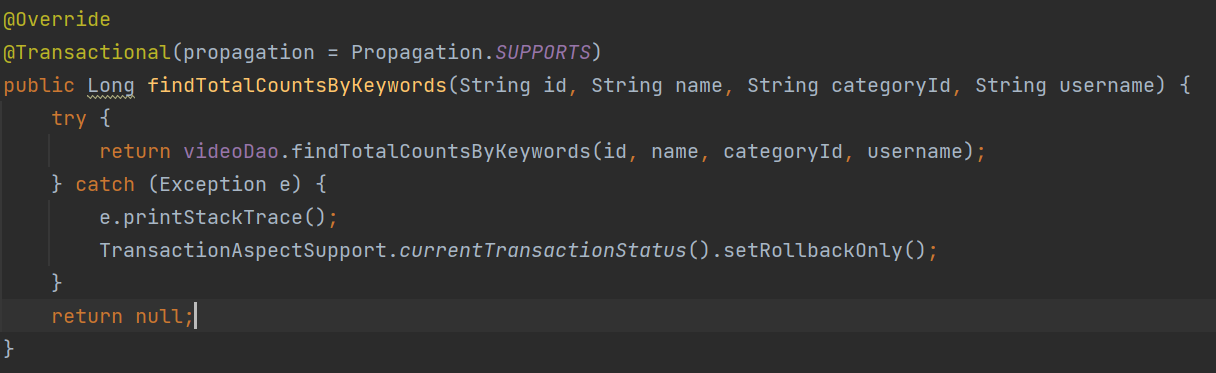 @Override
@Transactional(propagation = Propagation.SUPPORTS)
public Long findTotalCountsByKeywords(String id, String name, String categoryId, String username) {
    try {
        return videoDao.findTotalCountsByKeywords(id, name, categoryId, username);
    } catch (Exception e) {
        e.printStackTrace();
        TransactionAspectSupport.currentTransactionStatus().setRollbackOnly();
    }
    return null;
}